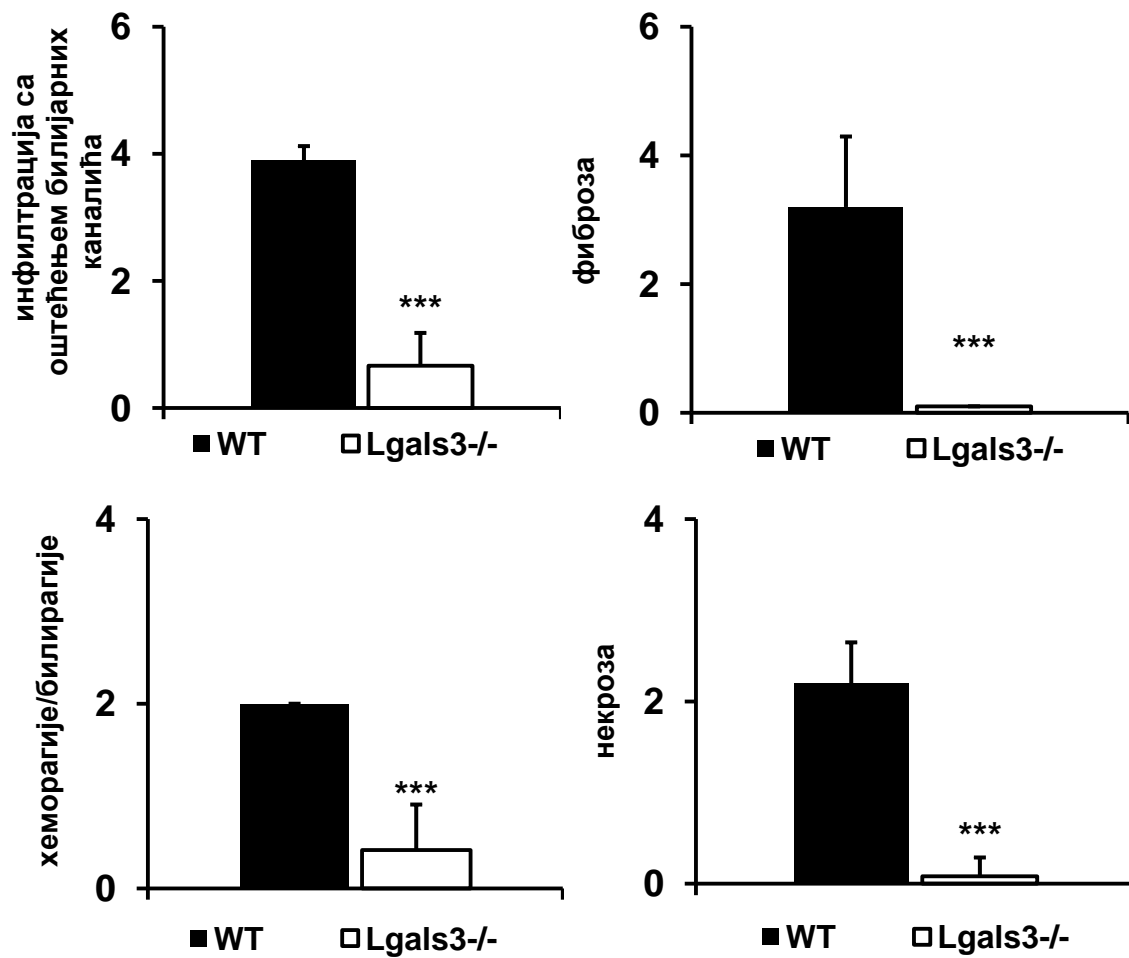 инфилтрација са
оштећењем билијарних
каналића
6
4
2
0
***
■ WT □ Lgals3-/-
фиброза
6
4
2
0
***
■ WT □ Lgals3-/-
хеморагије/билирагије
4
2
0
***
■ WT □ Lgals3-/-
некроза
4
2
0
***
■ WT □ Lgals3-/-